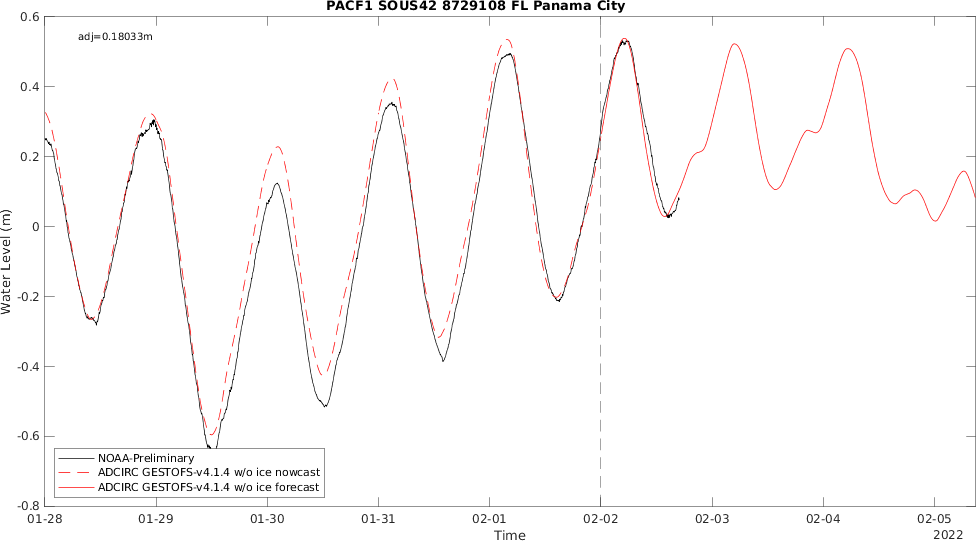 PACF1 SOUS42 8729108 FL Panama City
adj=0.18033m
0.6
0.4
0.2
0
-0.2
-0.4
-0.6
-0.8
Water Level (m)
NOAA-Preliminary
ADCIRC GESTOFS-v4.1.4 w/o ice nowcast
ADCIRC GESTOFS-v4.1.4 w/o ice forecast
01-28 01-29 01-30 01-31 02-01 02-02 02-03 02-04 02-05
Time
2022